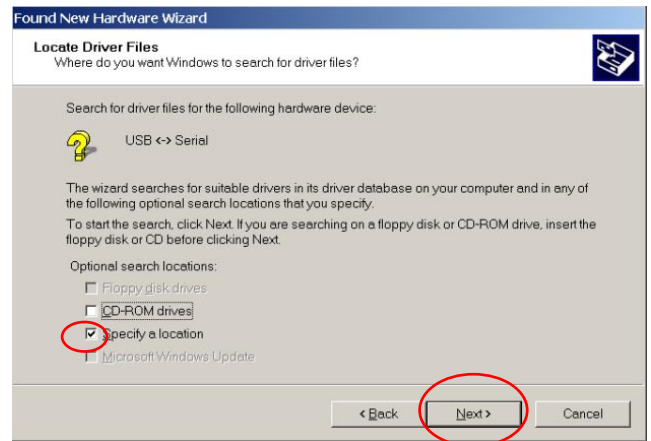 Found New Hardware Wizard
Locate Driver Files
Where do you want Windows to search for driver files?
Search for driver files for the following hardware device:
USB <-> Serial
The wizard searches for suitable drivers in its driver database on your computer and in any of
the following optional search locations that you specify.
To start the search, click Next. If you are searching on a floppy disk or CD-ROM drive, insert the
floppy disk or CD before clicking Next.
Optional search locations:
Floppy disk drives
CD-ROM drives
Specify a location
Microsoft Windows Update
< Back
Next >
Cancel